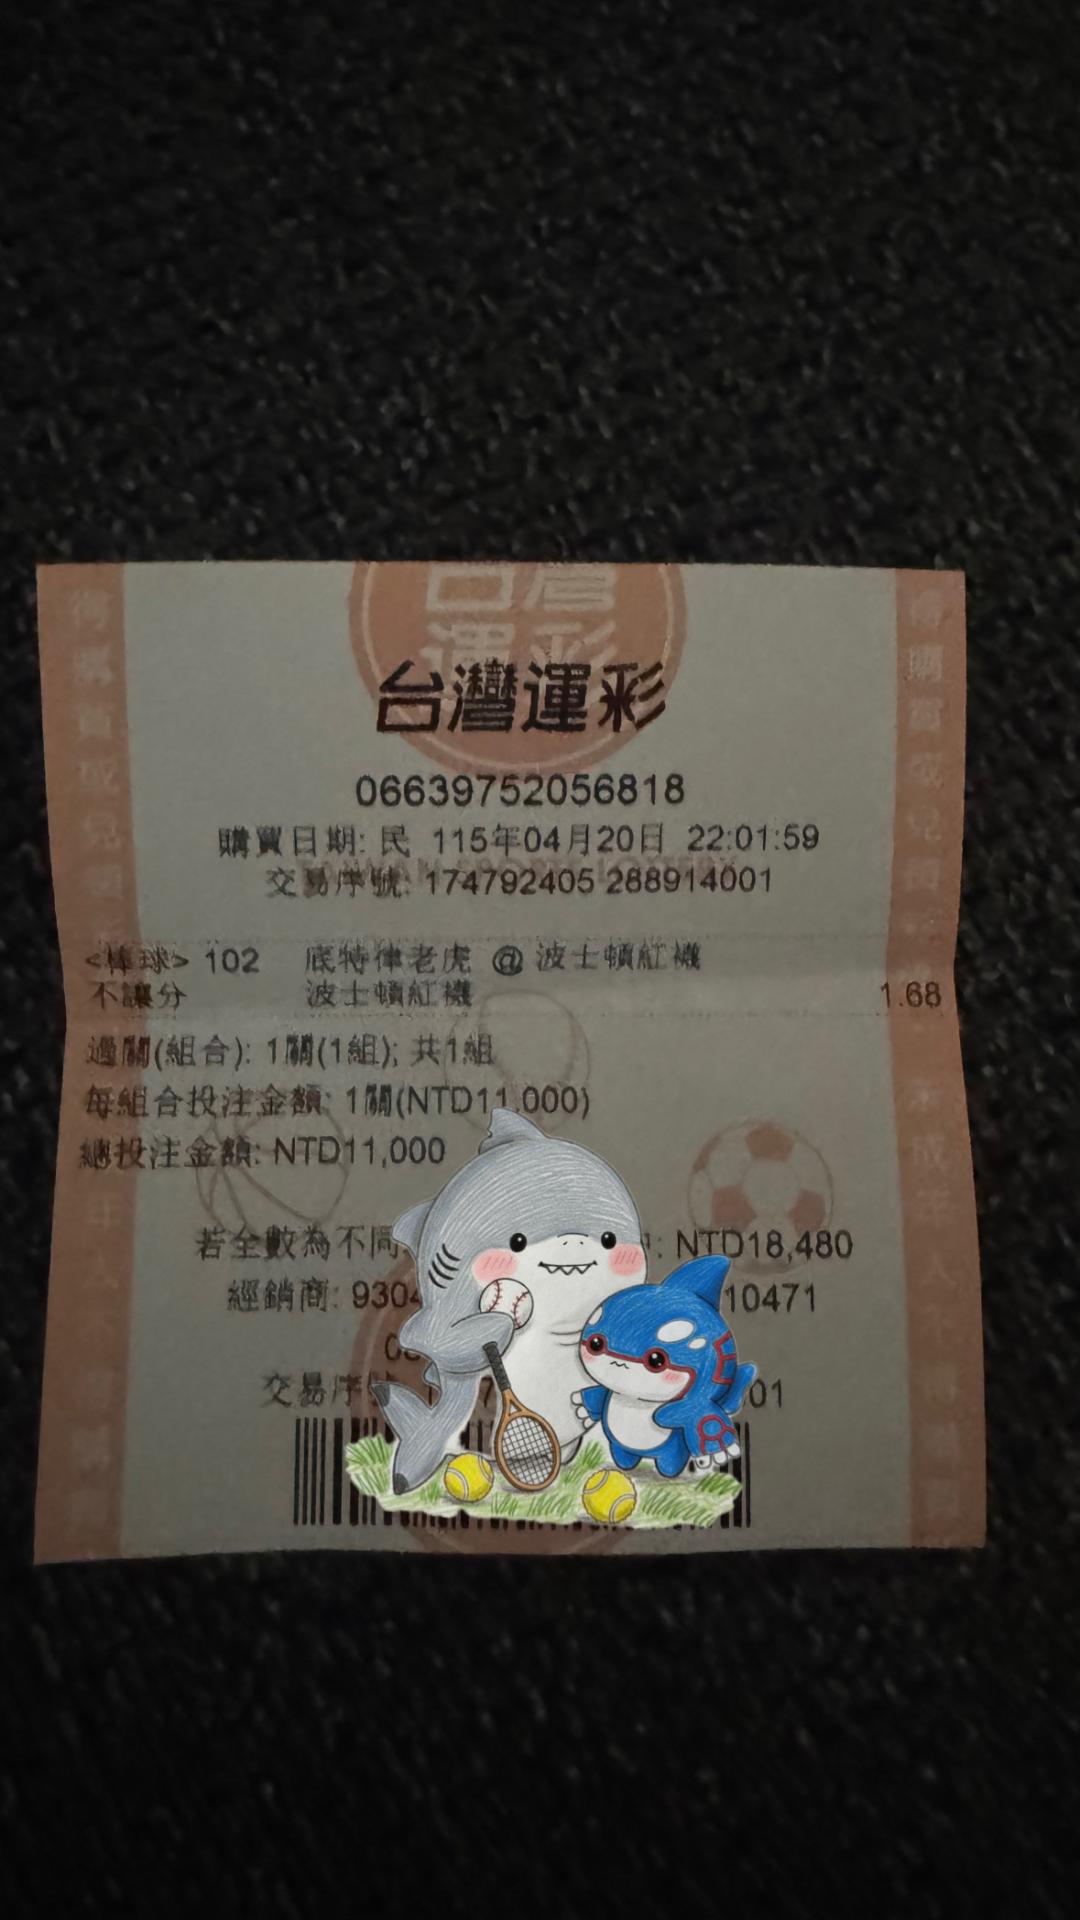 台灣運彩
06639752056818
購買日期: 民 115年04月20日 22:01:59
交易序號: 174792405 288914001
<棒球> 102 底特律老虎 @ 波士頓紅襪
不讓分 波士頓紅襪 1.68
過關(組合): 1關(1組); 共1組
每組合投注金額: 1關(NTD11,000)
總投注金額: NTD11,000
若全數為不同 : NTD18,480
經銷商: 9304 10471
交易序號 01